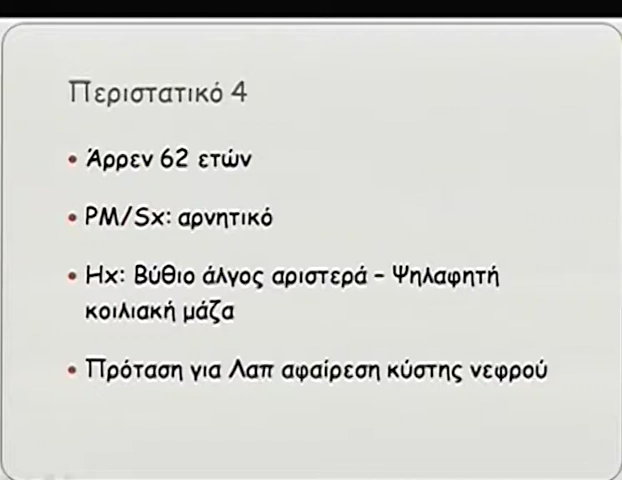 Περιστατικό 4
• Άρρεν 62 ετών
• PM/Sx: αρνητικό
• Hx: Βύθιο άλγος αριστερά – Ψηλαφητή
κοιλιακή μάζα
• Πρόταση για Λαπ αφαίρεση κύστης νεφρού